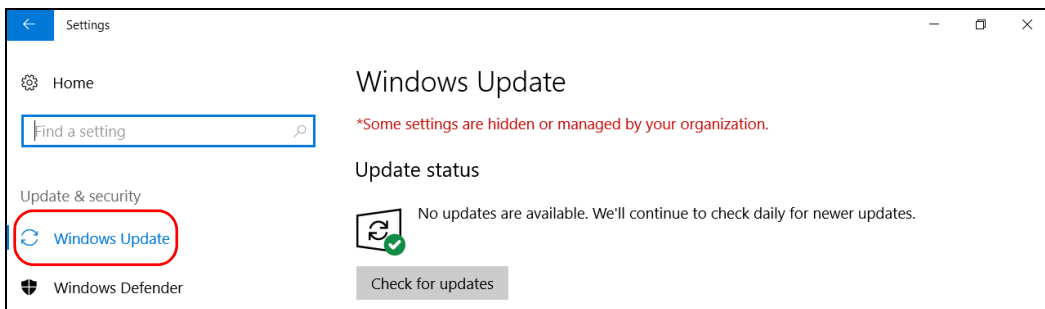 Settings
Home
Find a setting
Update & security
Windows Update
Windows Defender
Windows Update
*Some settings are hidden or managed by your organization.
Update status
No updates are available. We'll continue to check daily for newer updates.
Check for updates